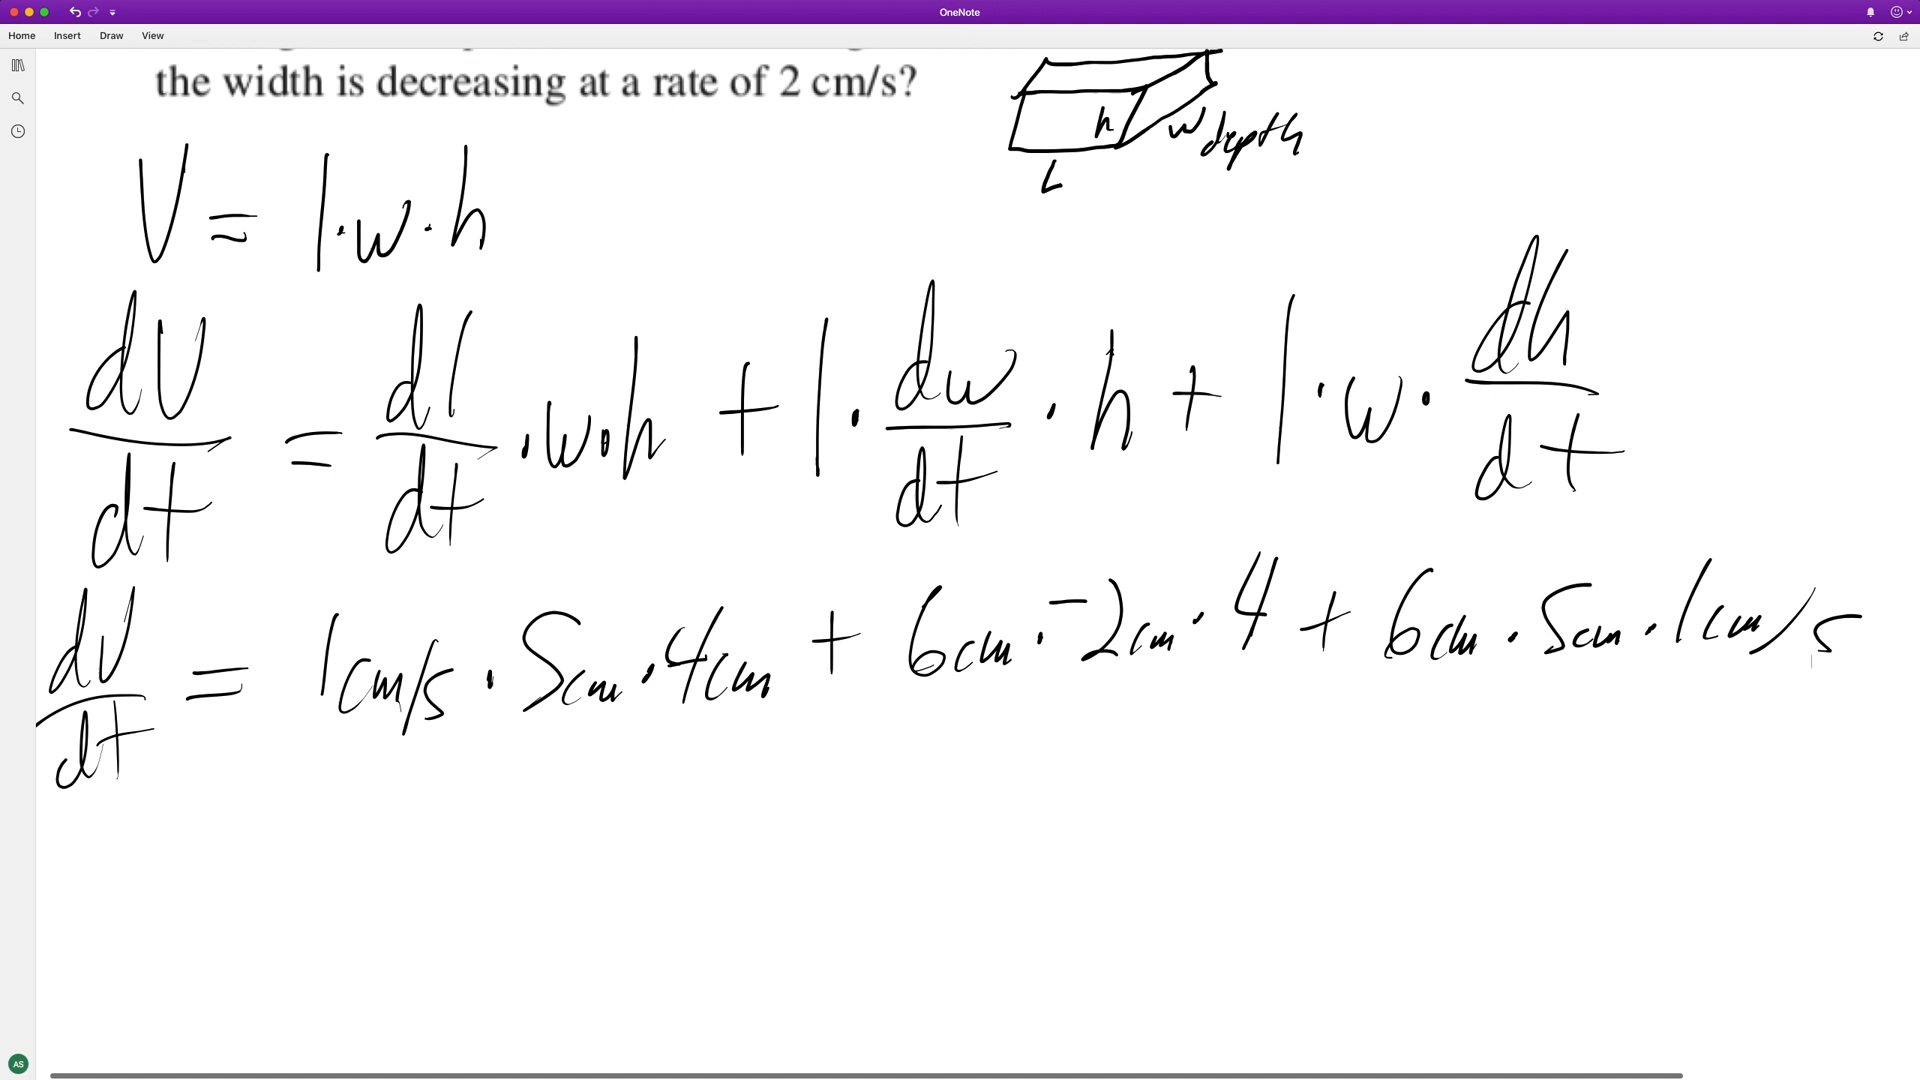 OneNote
Home Insert Draw View
the width is decreasing at a rate of 2 cm/s?
h w depth
L
V = l·w·h
dV/dt = dl/dt ·w·h + l· dw/dt · h + l·w· dh/dt
dV/dt = 1cm/s · 5cm · 4cm + 6cm · -2cm · 4 + 6cm · 5cm · 1cm/s
AS